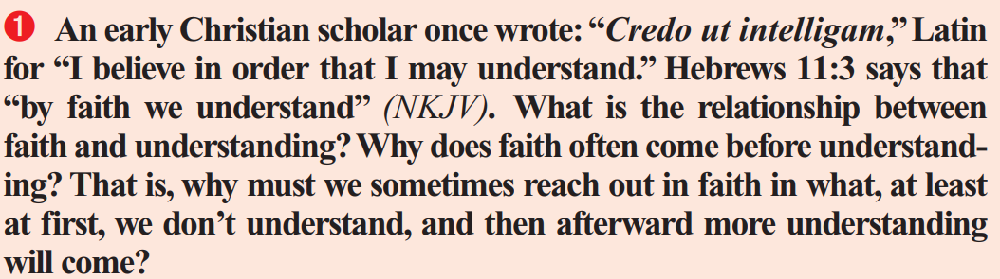 1 An early Christian scholar once wrote: “Credo ut intelligam,” Latin
for “I believe in order that I may understand.” Hebrews 11:3 says that
“by faith we understand” (NKJV). What is the relationship between
faith and understanding? Why does faith often come before understand-
ing? That is, why must we sometimes reach out in faith in what, at least
at first, we don’t understand, and then afterward more understanding
will come?